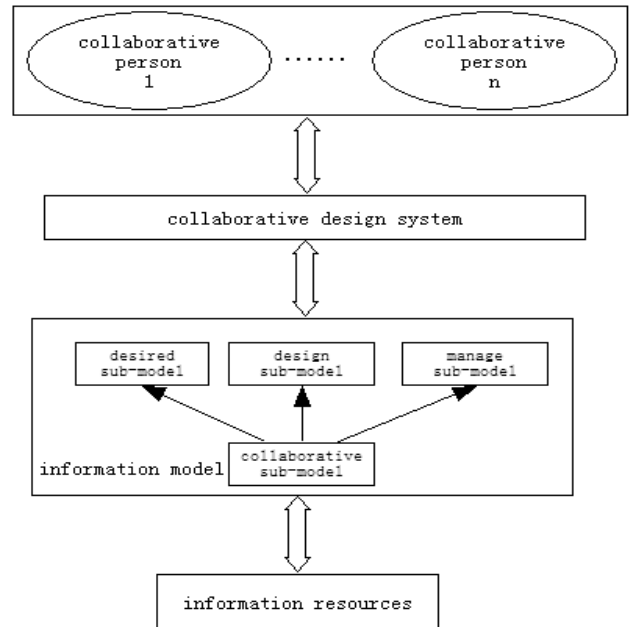 collaborative
person
1
......
collaborative
person
n
collaborative design system
desired
sub-model
design
sub-model
manage
sub-model
collaborative
sub-model
information model
information resources